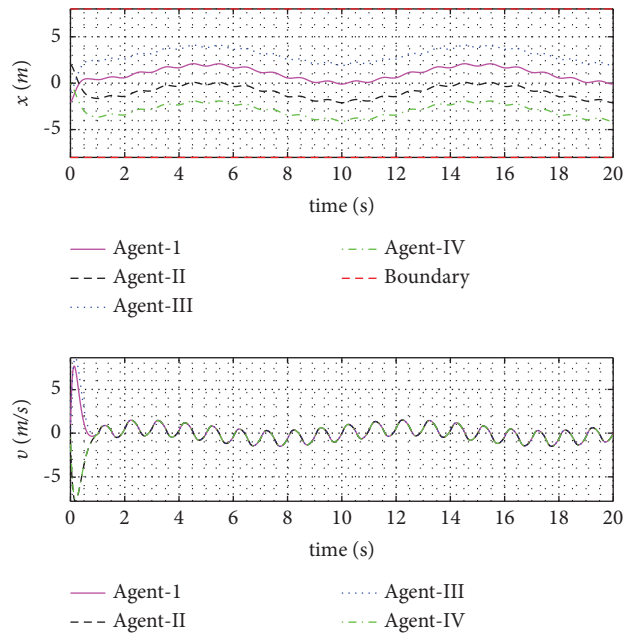 5
0
-5
x (m)
0 2 4 6 8 10 12 14 16 18 20
time (s)
Agent-1
Agent-II
Agent-III
Agent-IV
Boundary
5
0
-5
v (m/s)
0 2 4 6 8 10 12 14 16 18 20
time (s)
Agent-1
Agent-II
Agent-III
Agent-IV